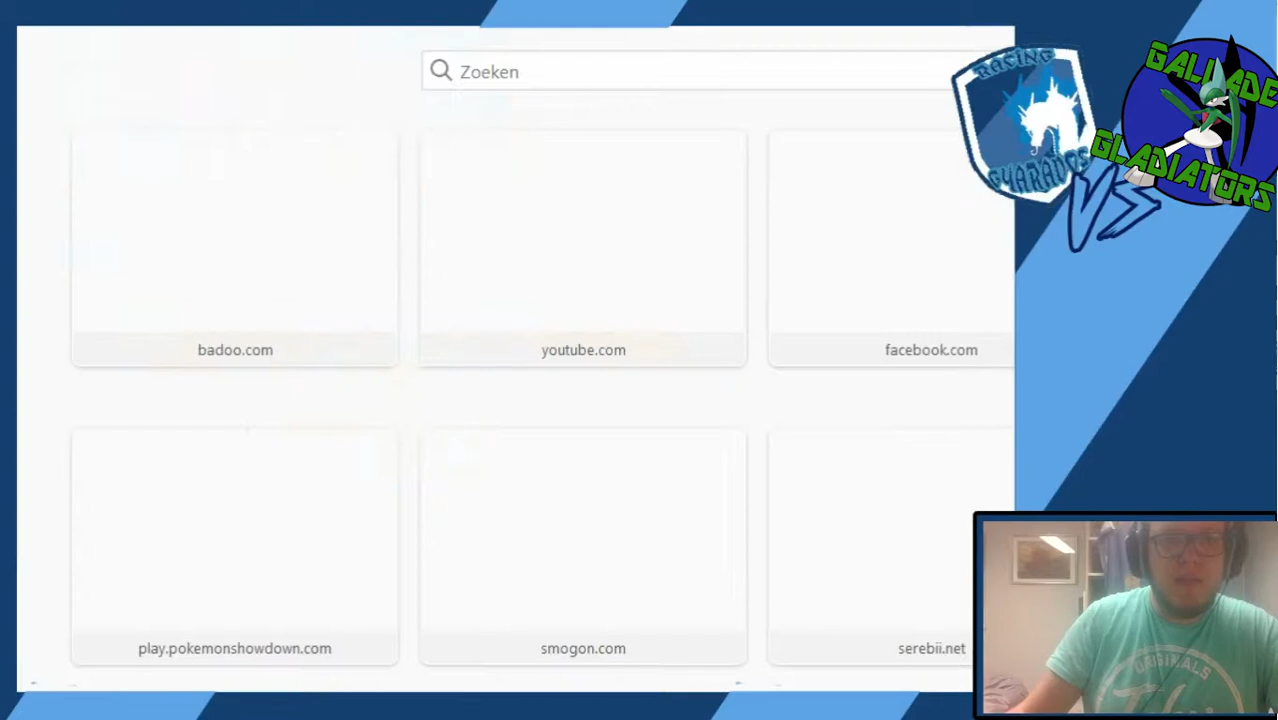 Zoeken
RACING
GYARADOS
VS
GALLADE
GLADIATORS
badoo.com
youtube.com
facebook.com
play.pokemonshowdown.com
smogon.com
serebii.net
ORIGINALS